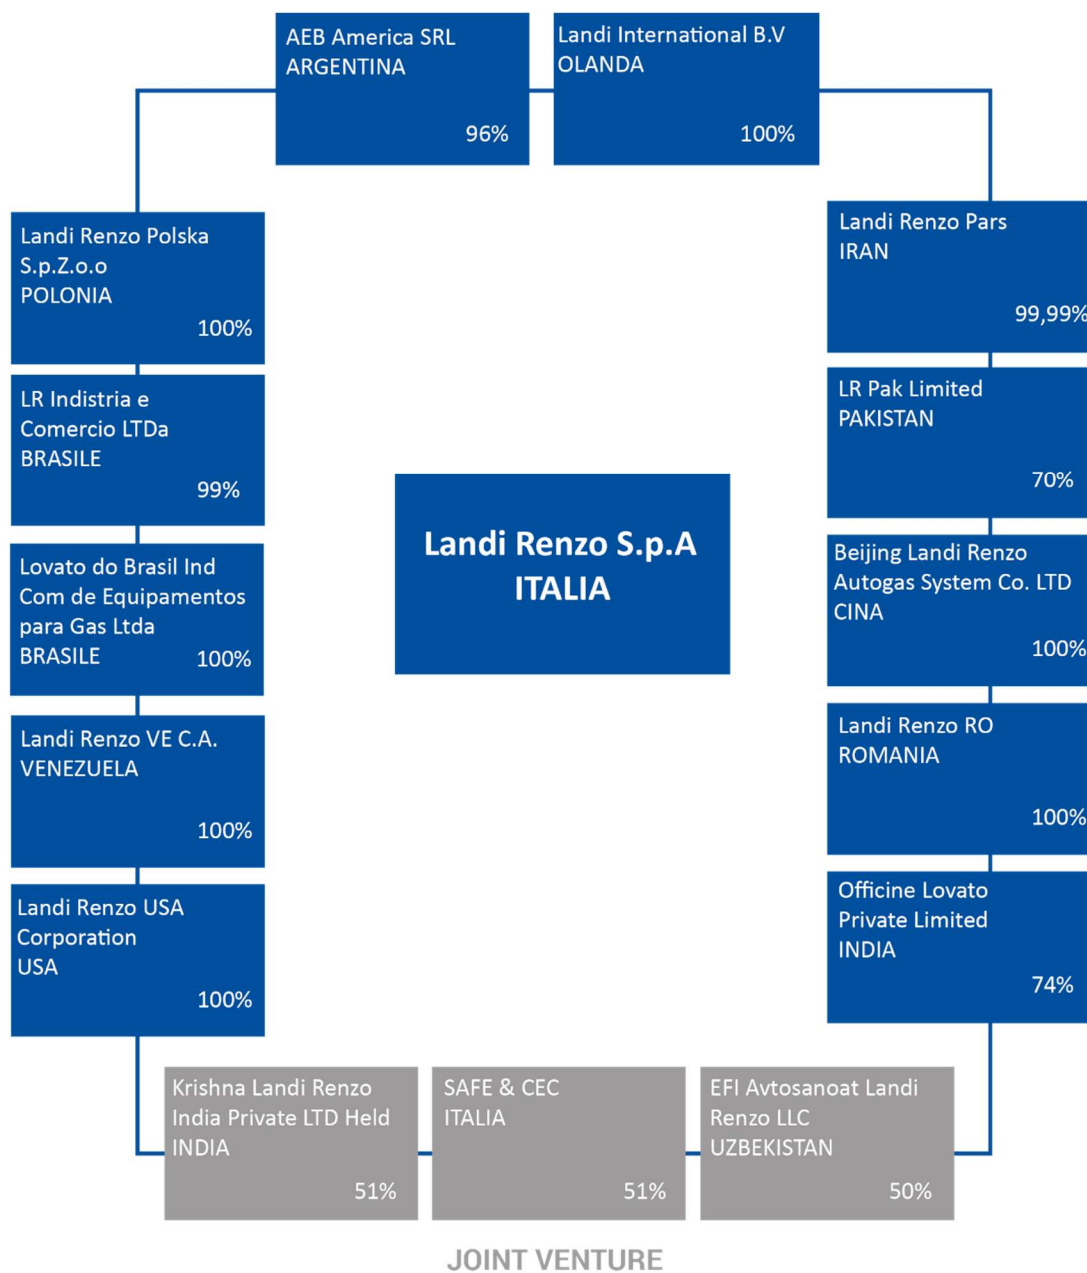 AEB America SRL
ARGENTINA
96%
Landi International B.V
OLANDA
100%
Landi Renzo Polska
S.p.Z.o.o
POLONIA
100%
LR Indistria e
Comercio LTDa
BRASILE
99%
Lovato do Brasil Ind
Com de Equipamentos
para Gas Ltda
BRASILE
100%
Landi Renzo VE C.A.
VENEZUELA
100%
Landi Renzo USA
Corporation
USA
100%
Landi Renzo S.p.A
ITALIA
Landi Renzo Pars
IRAN
99,99%
LR Pak Limited
PAKISTAN
70%
Beijing Landi Renzo
Autogas System Co. LTD
CINA
100%
Landi Renzo RO
ROMANIA
100%
Officine Lovato
Private Limited
INDIA
74%
Krishna Landi Renzo
India Private LTD Held
INDIA
51%
SAFE & CEC
ITALIA
51%
EFI Avtosanoat Landi
Renzo LLC
UZBEKISTAN
50%
JOINT VENTURE